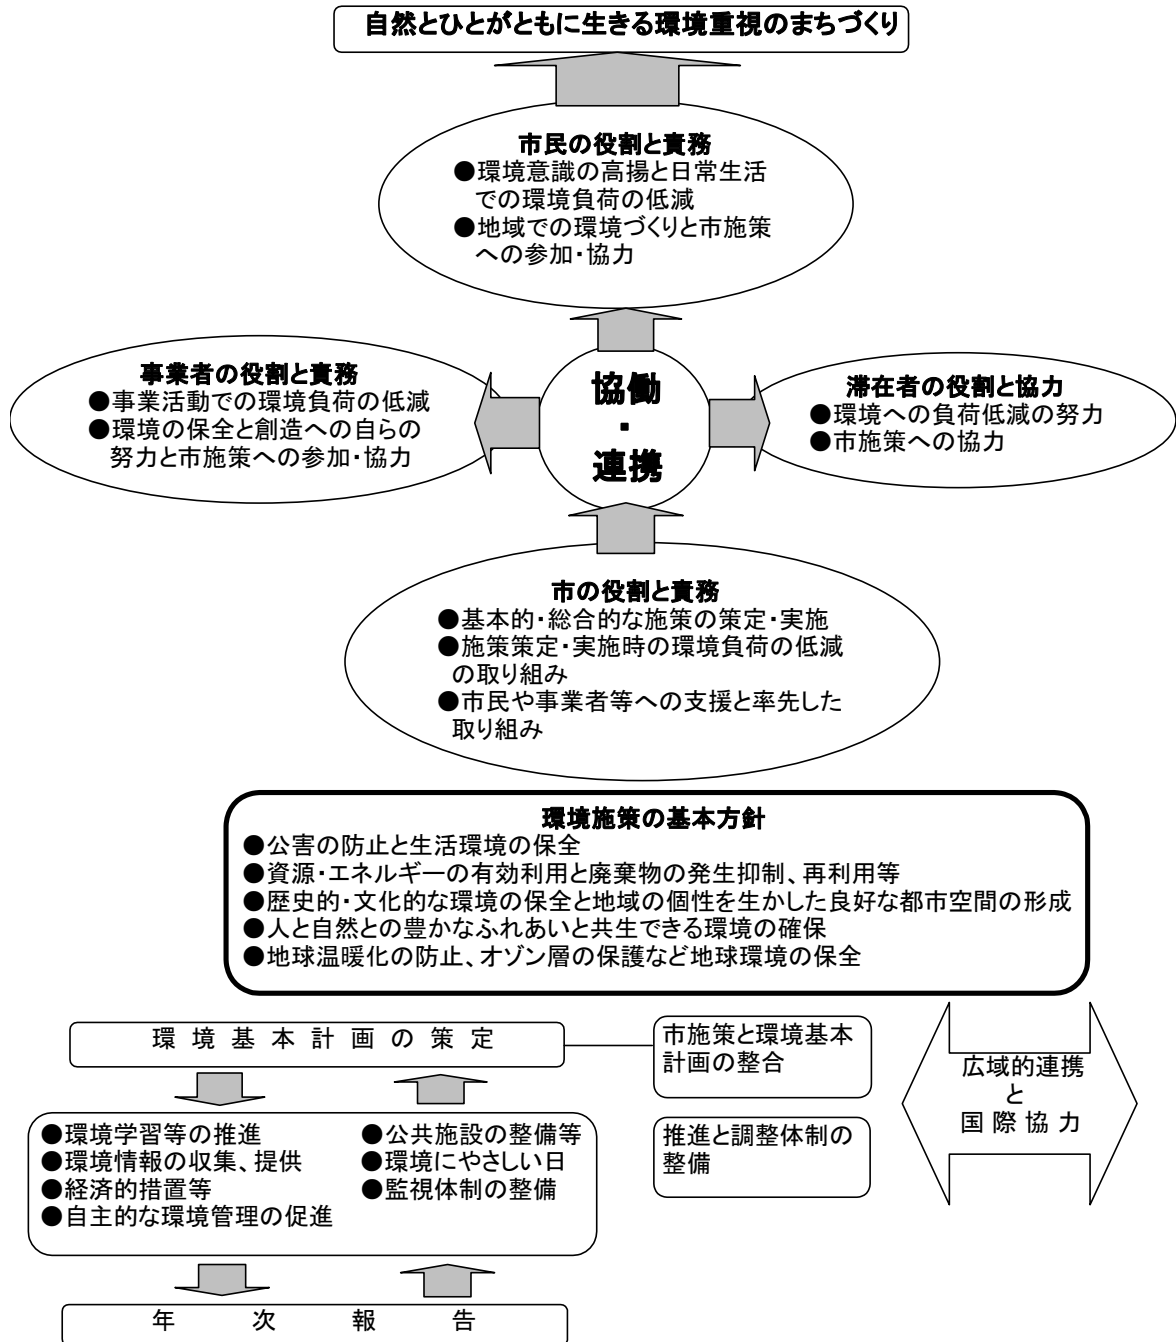 自然とひとがともに生きる環境重視のまちづくり
市民の役割と責務
●環境意識の高揚と日常生活
での環境負荷の低減
●地域での環境づくりと市施策
への参加・協力
事業者の役割と責務
●事業活動での環境負荷の低減
●環境の保全と創造への自らの
努力と市施策への参加・協力
協働
・
連携
滞在者の役割と協力
●環境への負荷低減の努力
●市施策への協力
市の役割と責務
●基本的・総合的な施策の策定・実施
●施策策定・実施時の環境負荷の低減
の取り組み
●市民や事業者等への支援と率先した
取り組み
環境施策の基本方針
●公害の防止と生活環境の保全
●資源・エネルギーの有効利用と廃棄物の発生抑制、再利用等
●歴史的・文化的な環境の保全と地域の個性を生かした良好な都市空間の形成
●人と自然との豊かなふれあいと共生できる環境の確保
●地球温暖化の防止、オゾン層の保護など地球環境の保全
環境基本計画の策定
市施策と環境基本
計画の整合
広域的連携
と
国際協力
●環境学習等の推進
●環境情報の収集、提供
●経済的措置等
●自主的な環境管理の促進
●公共施設の整備等
●環境にやさしい日
●監視体制の整備
推進と調整体制の
整備
年次報告